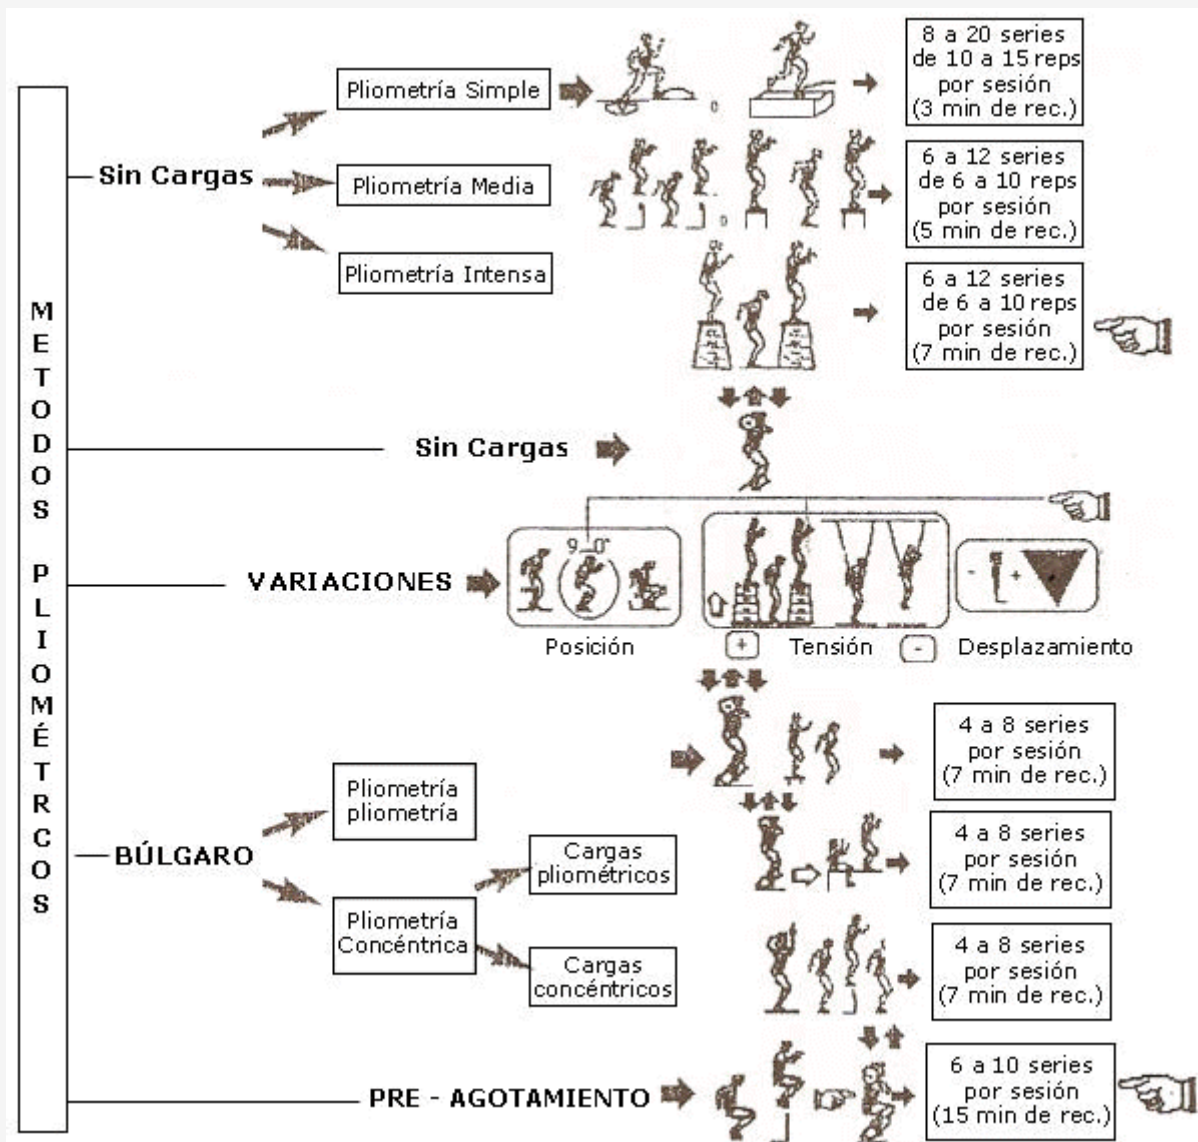 METODOS PLIOMÉTRCOS
Sin Cargas
Pliometría Simple
8 a 20 series
de 10 a 15 reps
por sesión
(3 min de rec.)
Pliometría Media
6 a 12 series
de 6 a 10 reps
por sesión
(5 min de rec.)
Pliometría Intensa
6 a 12 series
de 6 a 10 reps
por sesión
(7 min de rec.)
Sin Cargas
VARIACIONES
9_0°
- +
Posición
+ Tensión
- Desplazamiento
BÚLGARO
Pliometría
pliometría
4 a 8 series
por sesión
(7 min de rec.)
Pliometría
Concéntrica
Cargas
pliométricos
4 a 8 series
por sesión
(7 min de rec.)
Cargas
concéntricos
4 a 8 series
por sesión
(7 min de rec.)
PRE - AGOTAMIENTO
6 a 10 series
por sesión
(15 min de rec.)